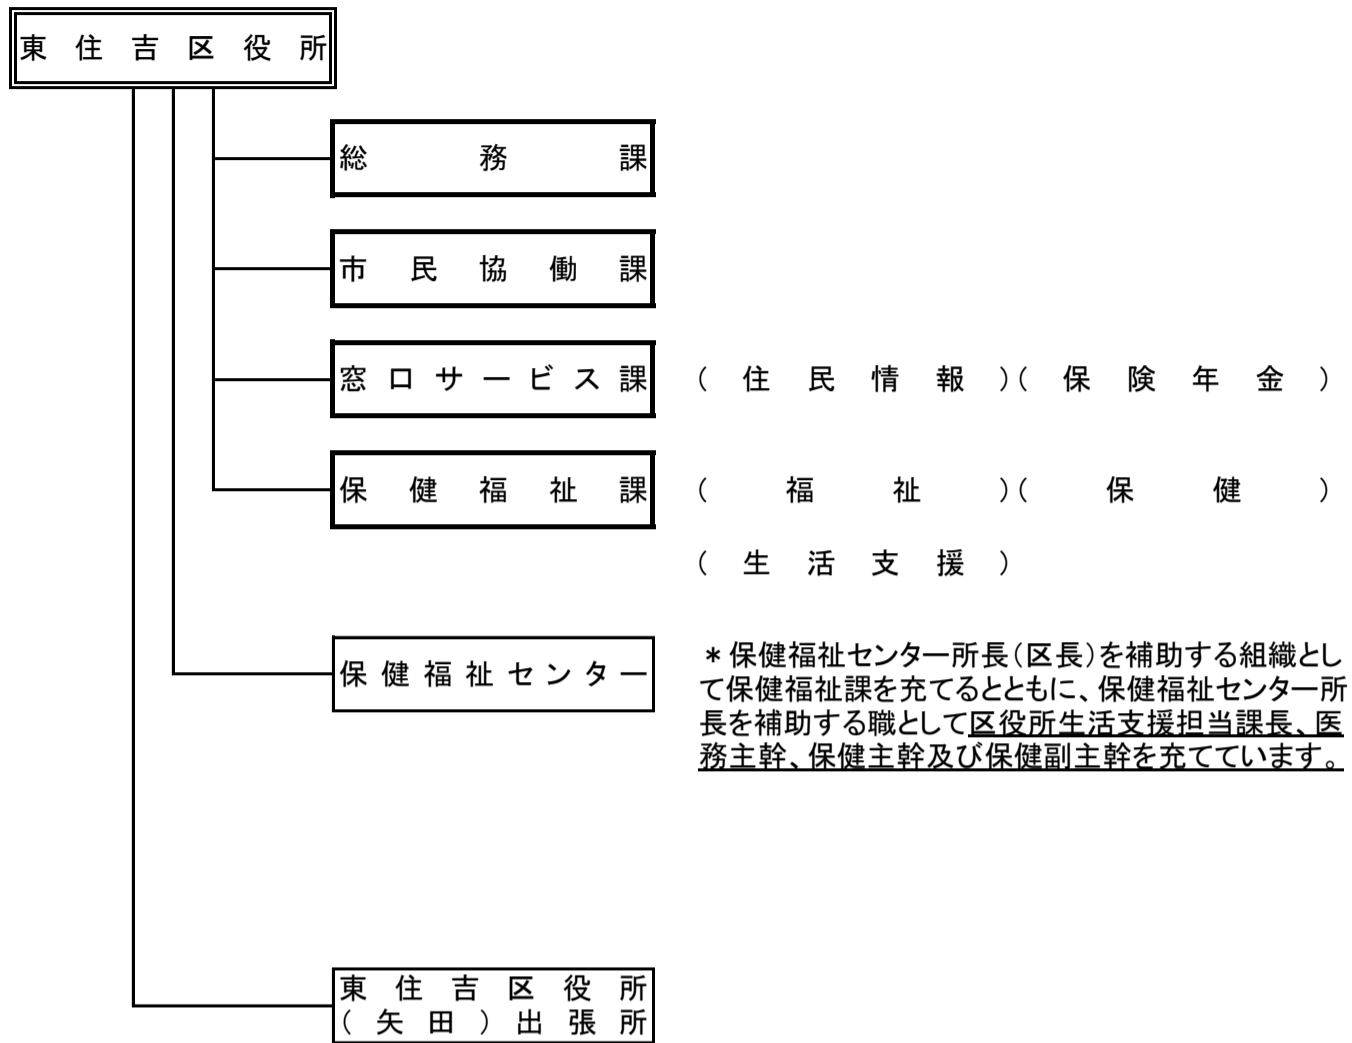 東住吉区役所
総務課
市民協働課
窓口サービス課 (住民情報)(保険年金)
保健福祉課 (福祉)(保健)
(生活支援)
保健福祉センター
*保健福祉センター所長(区長)を補助する組織とし
て保健福祉課を充てるとともに、保健福祉センター所
長を補助する職として区役所生活支援担当課長、医
務主幹、保健主幹及び保健副主幹を充てています。
東住吉区役所
(矢田)出張所